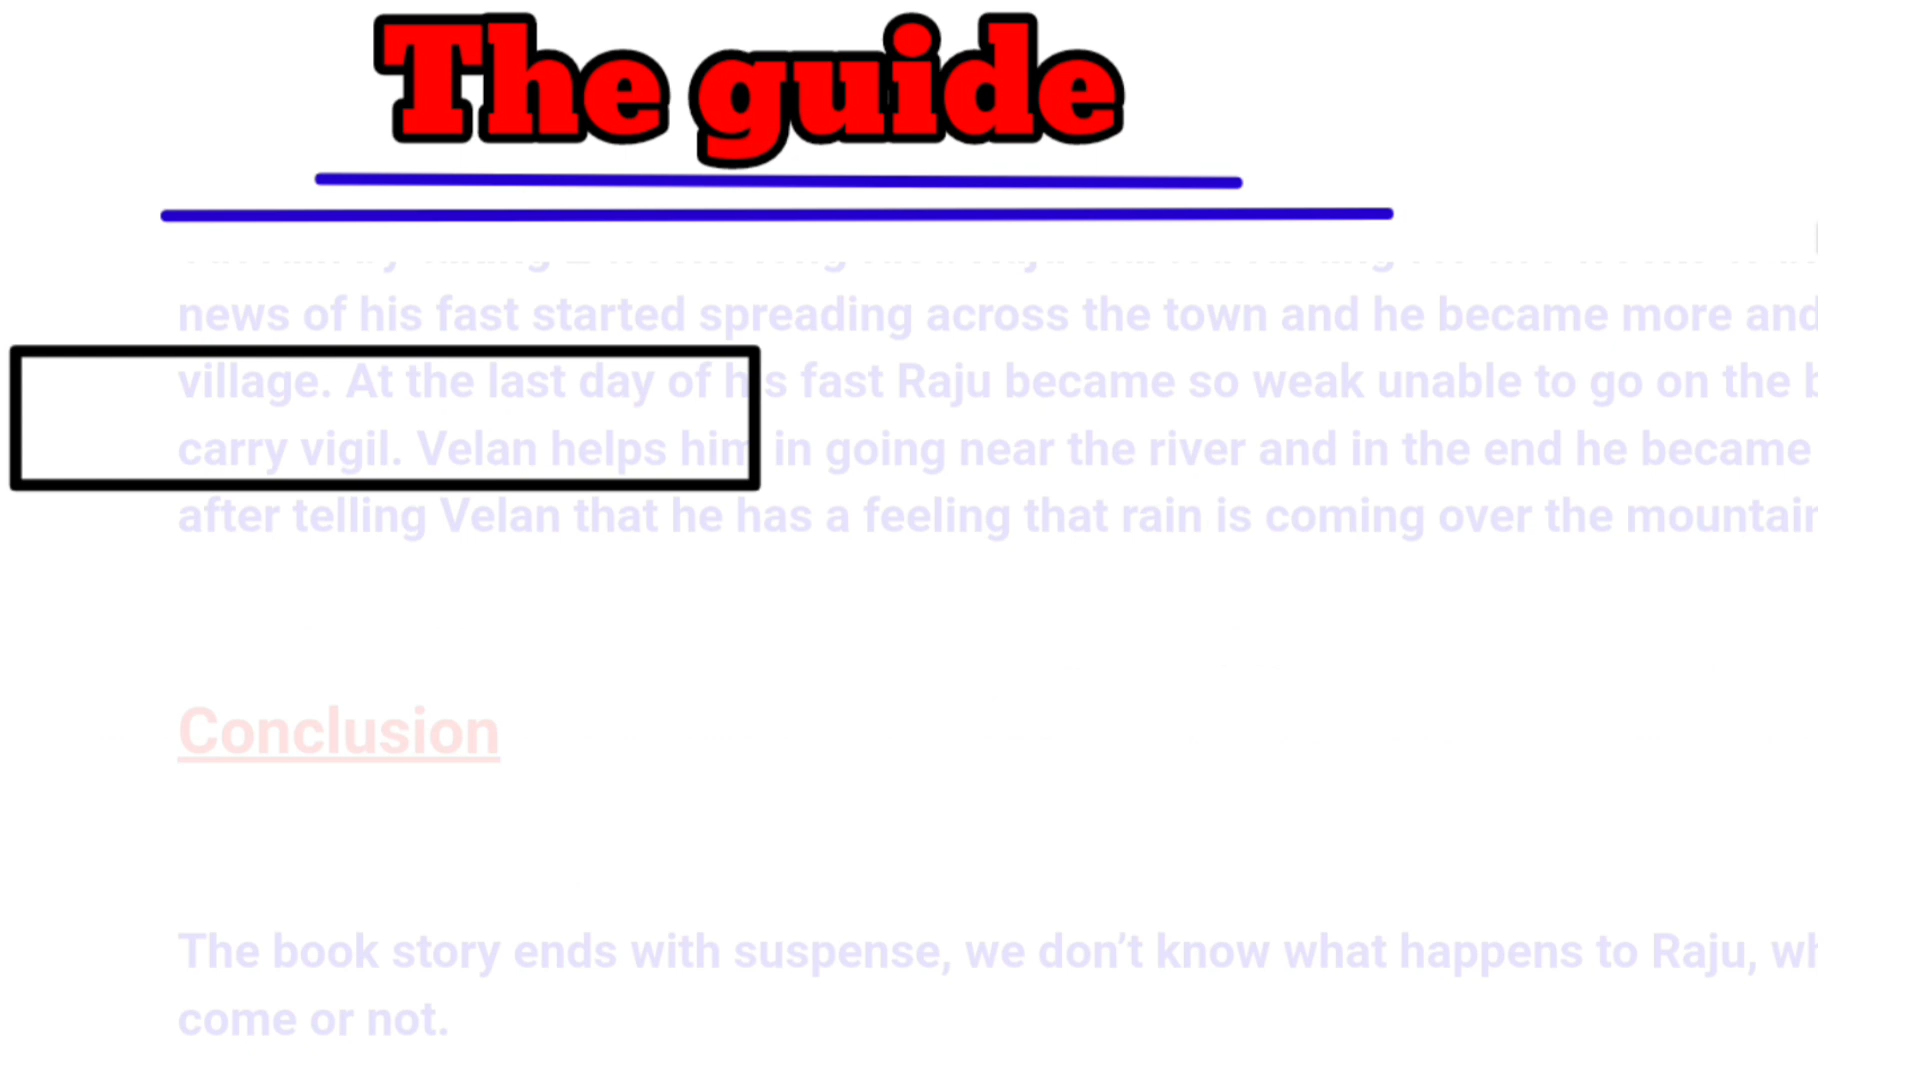 The guide
news of his fast started spreading across the town and he became more and
village. At the last day of his fast Raju became so weak unable to go on the
carry vigil. Velan helps him in going near the river and in the end he became
after telling Velan that he has a feeling that rain is coming over the
Conclusion
The book story ends with suspense, we don’t know what happens to Raju,
come or not.